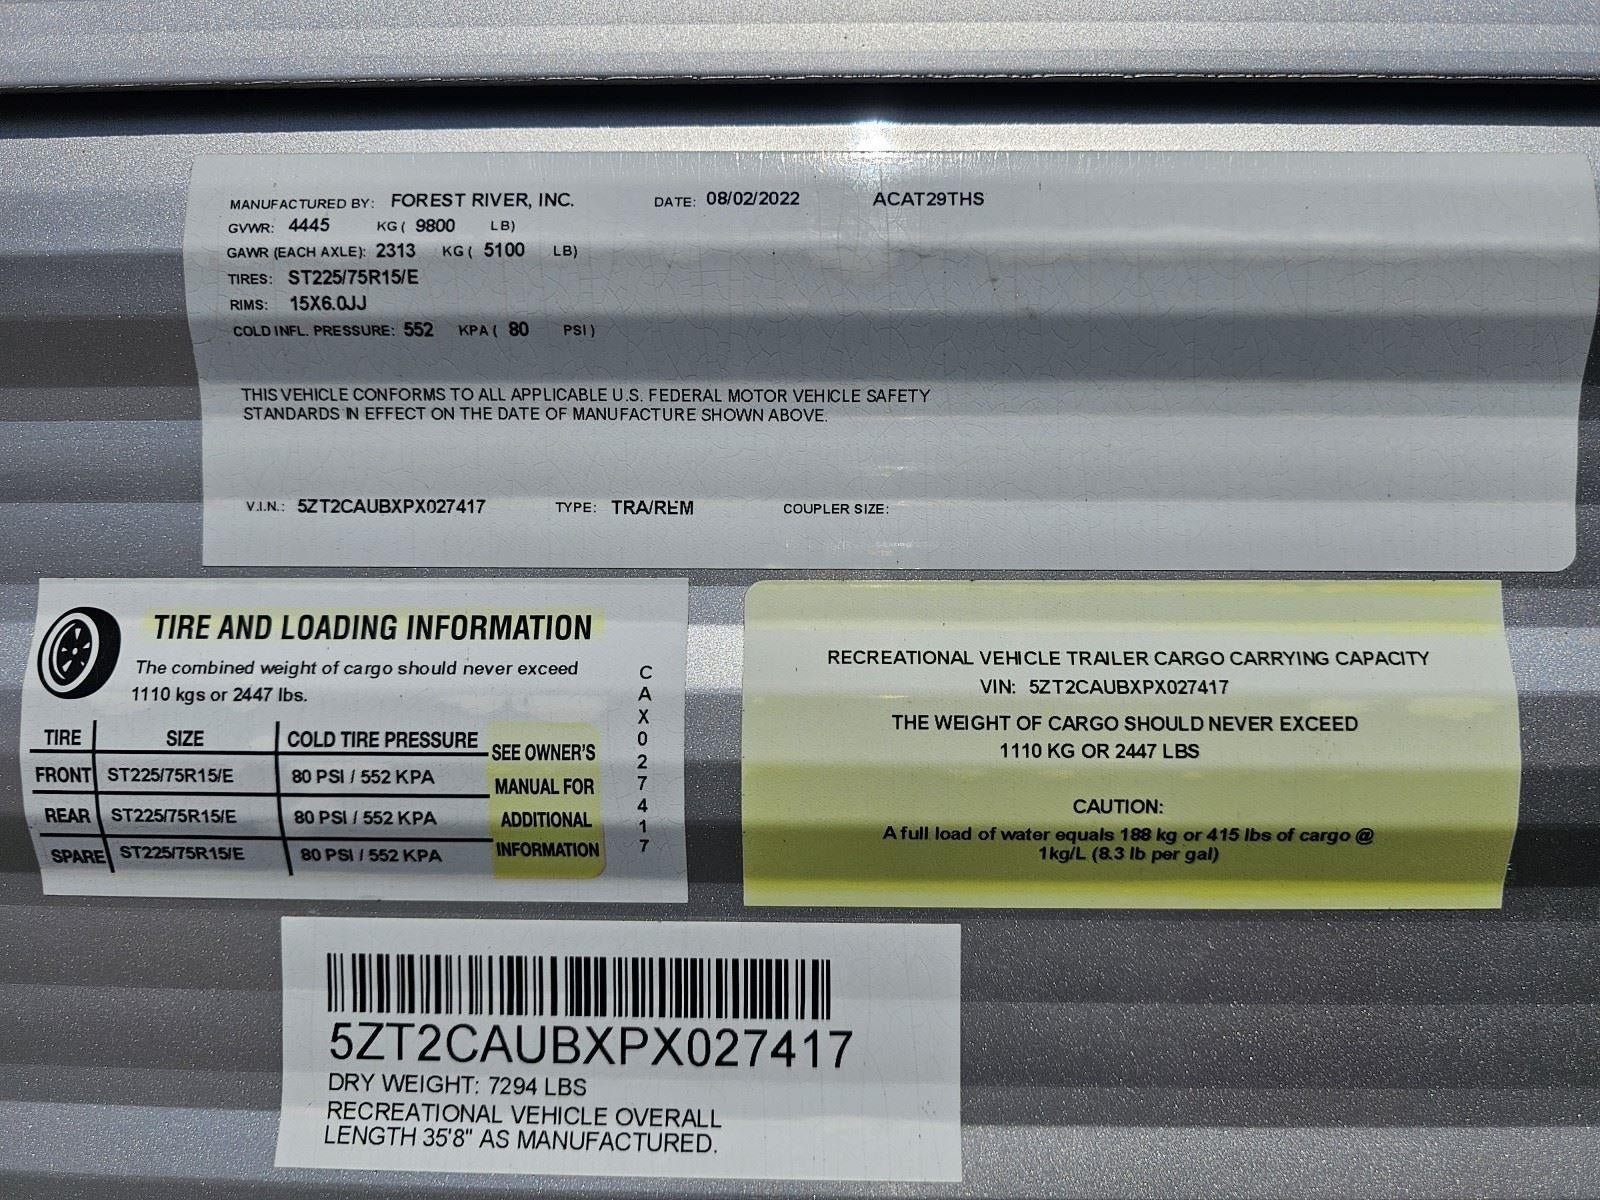 MANUFACTURED BY: FOREST RIVER, INC. DATE: 08/02/2022 ACAT29THS
GVWR: 4445 KG ( 9800 LB)
GAWR (EACH AXLE): 2313 KG ( 5100 LB)
TIRES: ST225/75R15/E
RIMS: 15X6.0JJ
COLD INFL. PRESSURE: 552 KPA ( 80 PSI )
THIS VEHICLE CONFORMS TO ALL APPLICABLE U.S. FEDERAL MOTOR VEHICLE SAFETY
STANDARDS IN EFFECT ON THE DATE OF MANUFACTURE SHOWN ABOVE.
V.I.N.: 5ZT2CAUBXPX027417 TYPE: TRA/REM COUPLER SIZE:
TIRE AND LOADING INFORMATION
The combined weight of cargo should never exceed
1110 kgs or 2447 lbs.
TIRE SIZE COLD TIRE PRESSURE
FRONT ST225/75R15/E 80 PSI / 552 KPA
REAR ST225/75R15/E 80 PSI / 552 KPA
SPARE ST225/75R15/E 80 PSI / 552 KPA
SEE OWNER'S
MANUAL FOR
ADDITIONAL
INFORMATION
CAX027417
RECREATIONAL VEHICLE TRAILER CARGO CARRYING CAPACITY
VIN: 5ZT2CAUBXPX027417
THE WEIGHT OF CARGO SHOULD NEVER EXCEED
1110 KG OR 2447 LBS
CAUTION:
A full load of water equals 188 kg or 415 lbs of cargo @
1kg/L (8.3 lb per gal)
5ZT2CAUBXPX027417
DRY WEIGHT: 7294 LBS
RECREATIONAL VEHICLE OVERALL
LENGTH 35'8" AS MANUFACTURED.